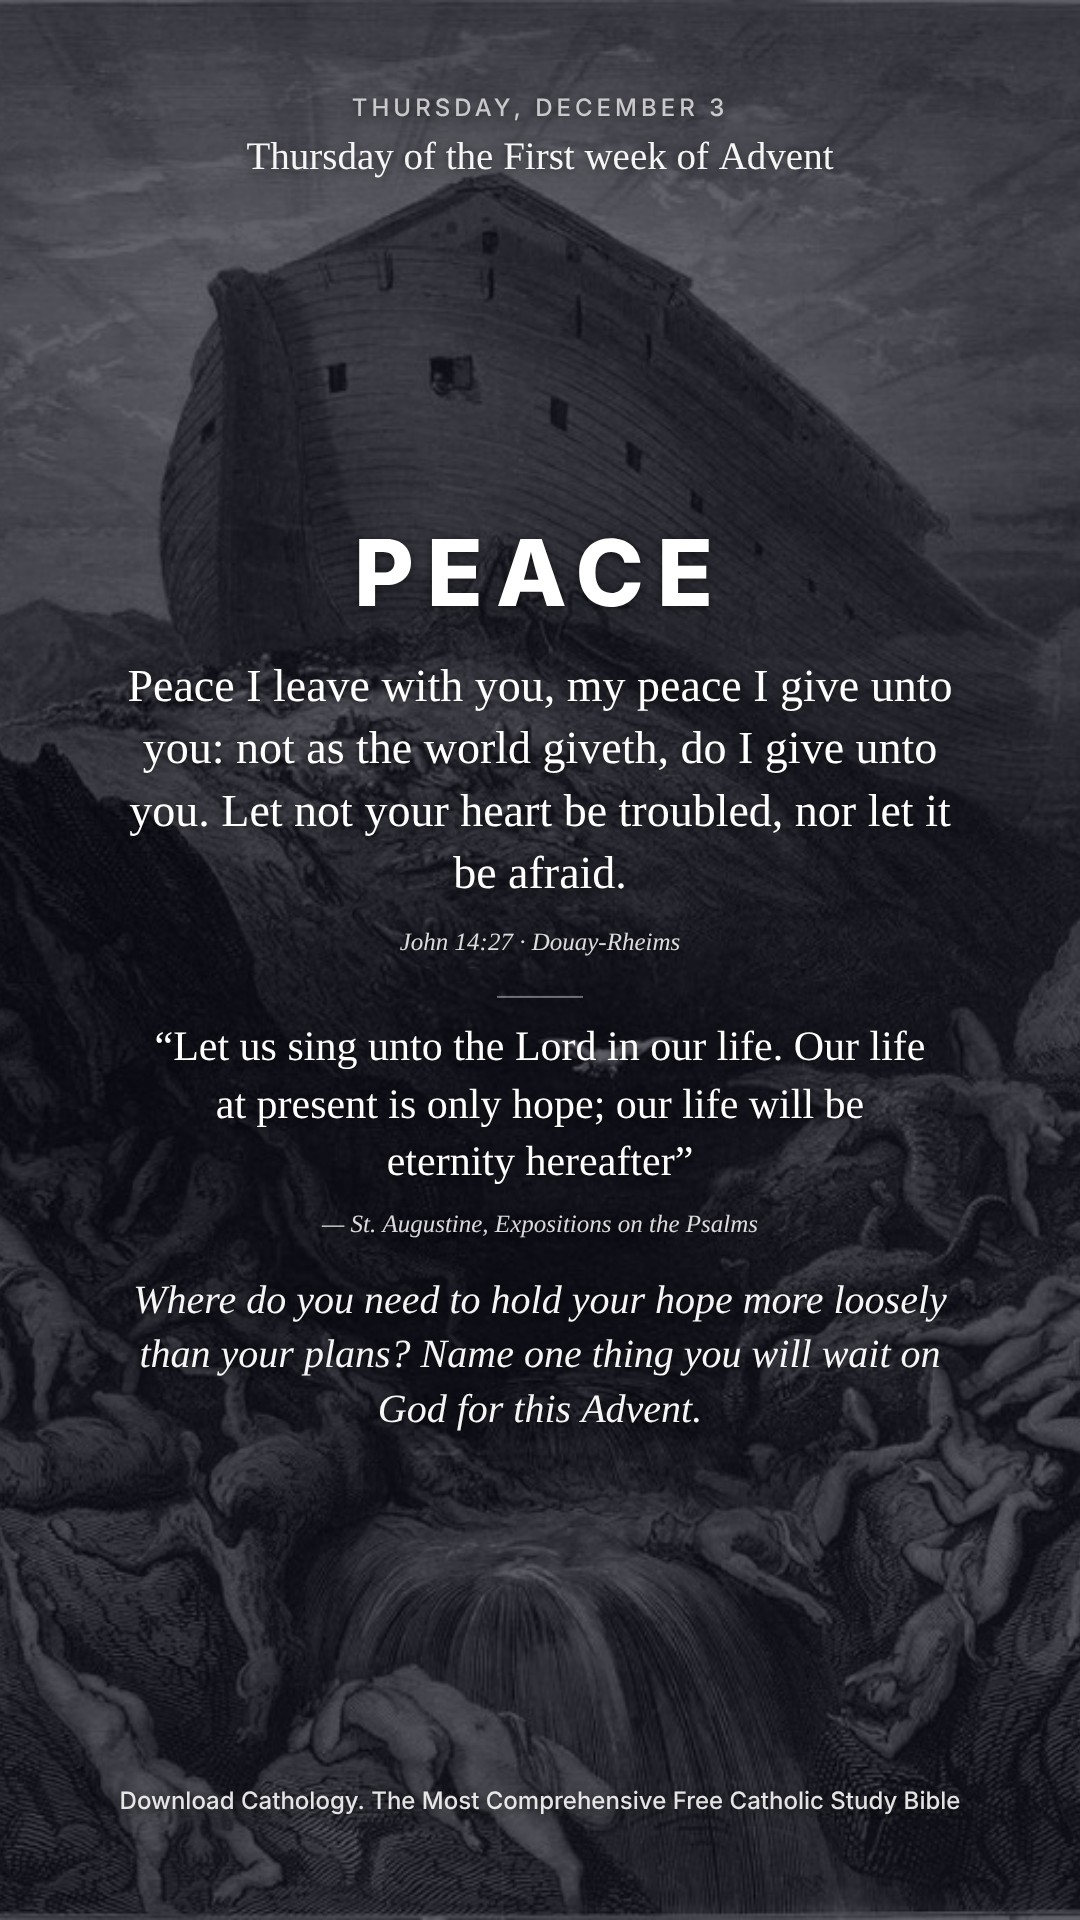 THURSDAY, DECEMBER 3
Thursday of the First week of Advent
PEACE
Peace I leave with you, my peace I give unto
you: not as the world giveth, do I give unto
you. Let not your heart be troubled, nor let it
be afraid.
John 14:27 · Douay-Rheims
“Let us sing unto the Lord in our life. Our life
at present is only hope; our life will be
eternity hereafter”
— St. Augustine, Expositions on the Psalms
Where do you need to hold your hope more loosely
than your plans? Name one thing you will wait on
God for this Advent.
Download Cathology. The Most Comprehensive Free Catholic Study Bible